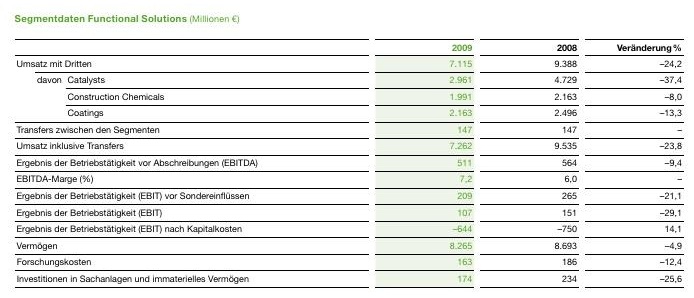 Segmentdaten Functional Solutions (Millionen €)
2009 2008 Veränderung %
Umsatz mit Dritten 7.115 9.388 –24,2
davon Catalysts 2.961 4.729 –37,4
Construction Chemicals 1.991 2.163 –8,0
Coatings 2.163 2.496 –13,3
Transfers zwischen den Segmenten 147 147 –
Umsatz inklusive Transfers 7.262 9.535 –23,8
Ergebnis der Betriebstätigkeit vor Abschreibungen (EBITDA) 511 564 –9,4
EBITDA-Marge (%) 7,2 6,0 –
Ergebnis der Betriebstätigkeit (EBIT) vor Sondereinflüssen 209 265 –21,1
Ergebnis der Betriebstätigkeit (EBIT) 107 151 –29,1
Ergebnis der Betriebstätigkeit (EBIT) nach Kapitalkosten –644 –750 14,1
Vermögen 8.265 8.693 –4,9
Forschungskosten 163 186 –12,4
Investitionen in Sachanlagen und immaterielles Vermögen 174 234 –25,6